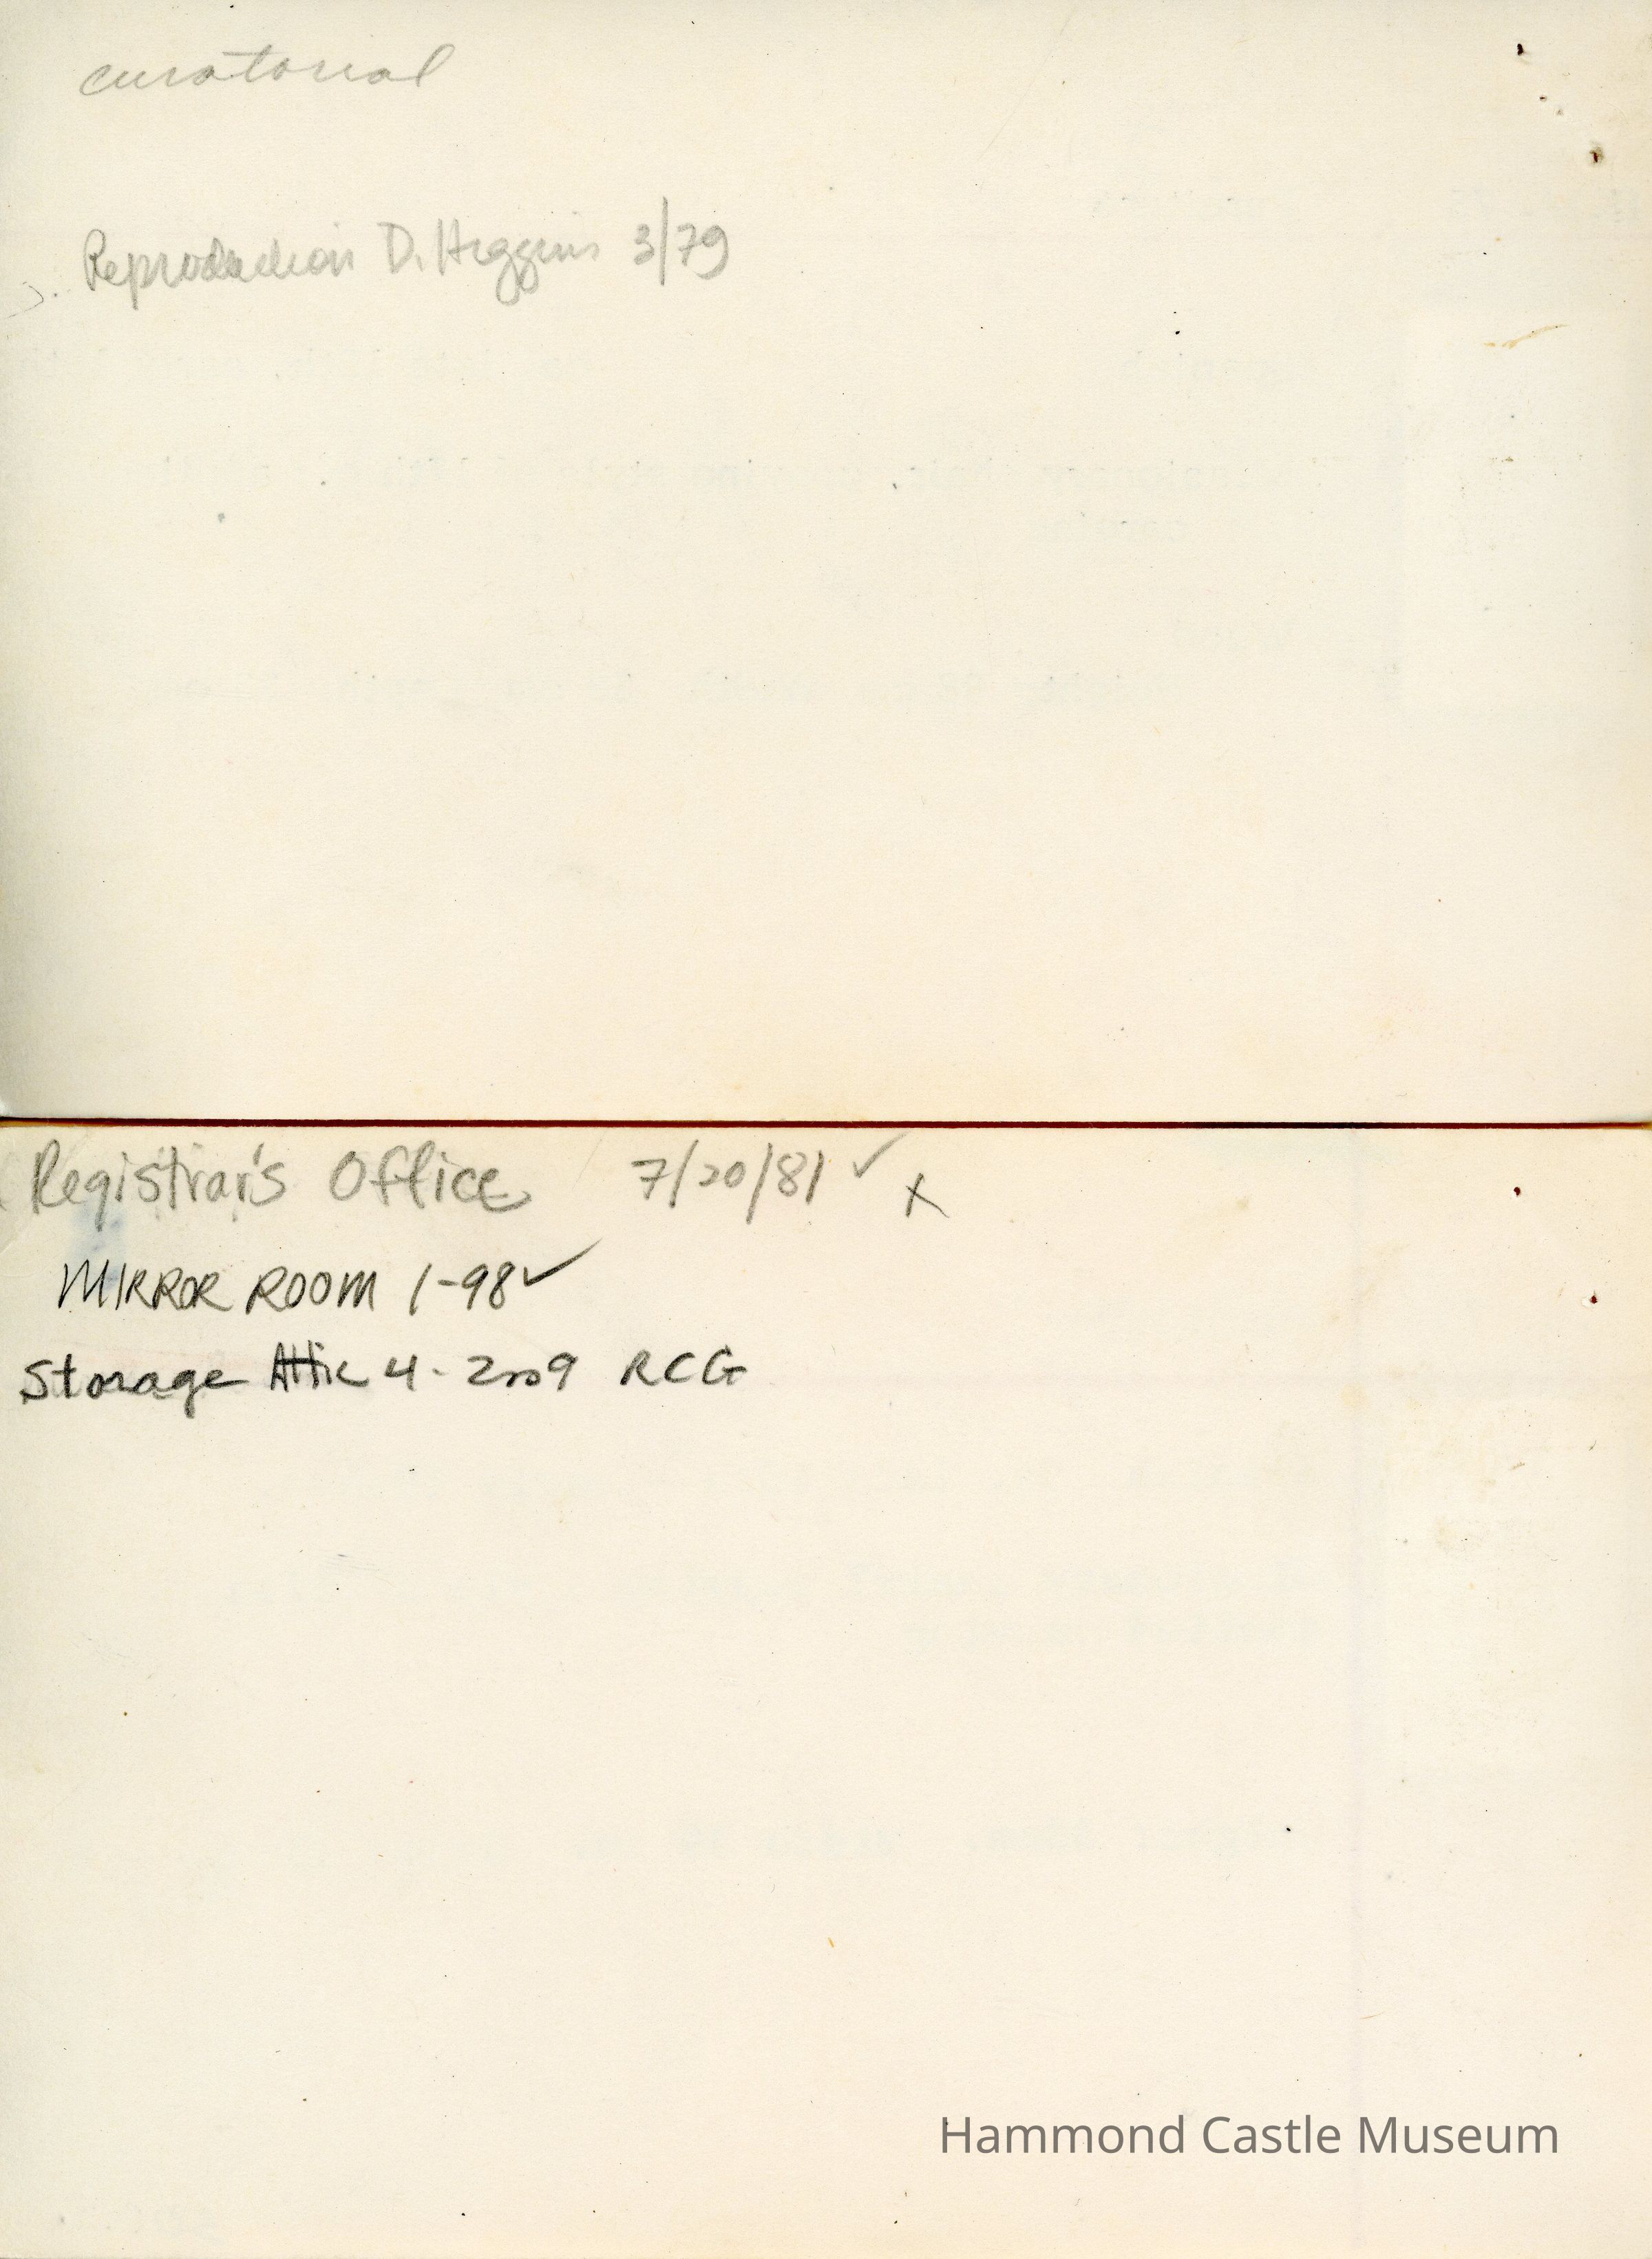 curatorial
Reproduction D. Higgins 3/79
Registrar's Office 7/20/81 ✓ x
MIRROR ROOM 1-98 ✓
Storage Attic 4-2009 RCG
Hammond Castle Museum